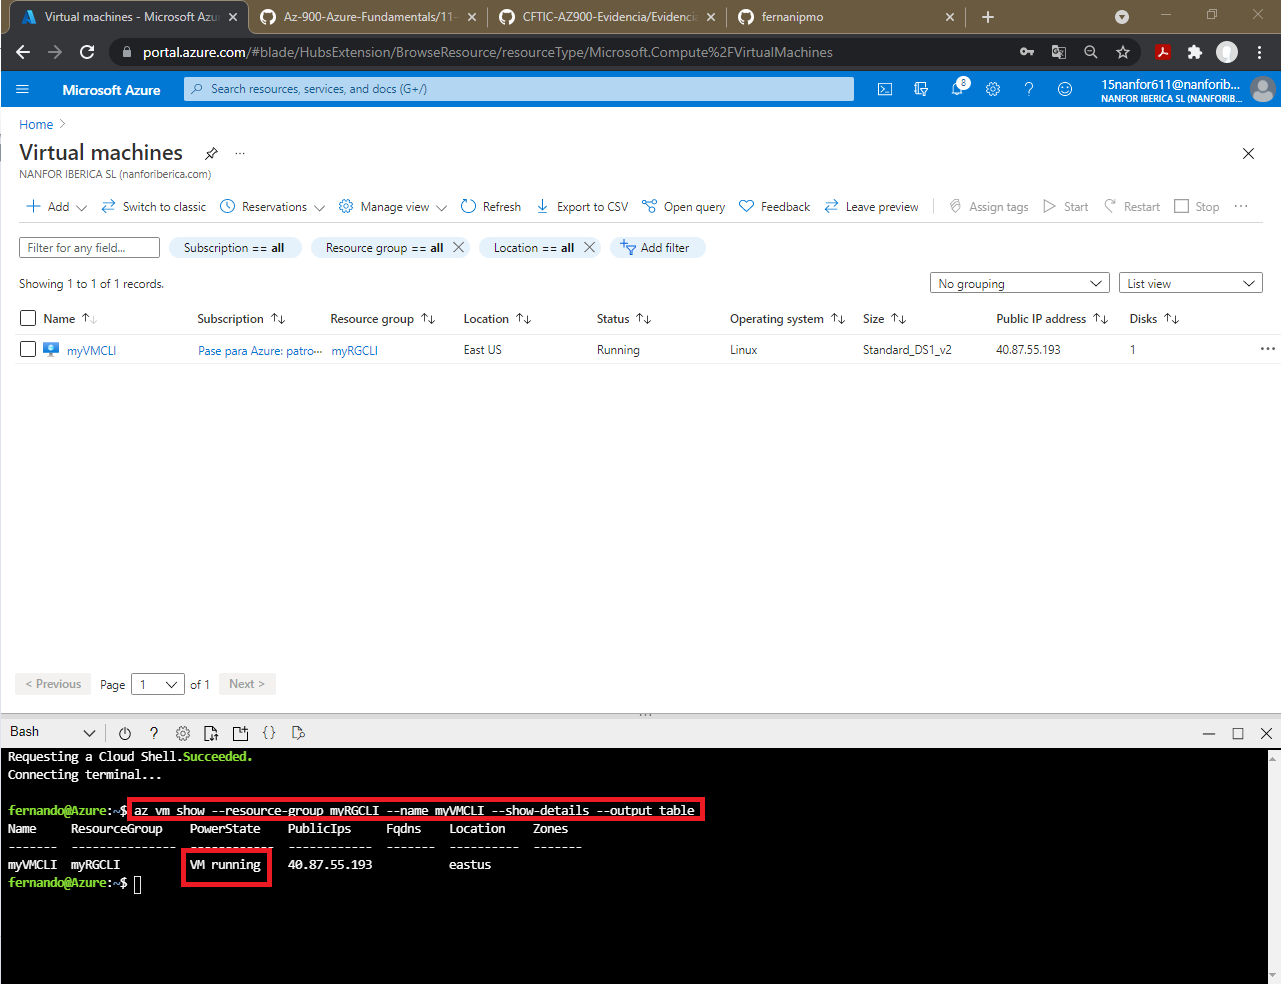 Virtual machines - Microsoft Azu
Az-900-Azure-Fundamentals/11-
CFTIC-AZ900-Evidencia/Evidencia
fernanipmo
portal.azure.com/#blade/HubsExtension/BrowseResource/resourceType/Microsoft.Compute%2FVirtualMachines
Microsoft Azure
Search resources, services, and docs (G+/)
8
15nanfor611@nanforib...
NANFOR IBERICA SL (NANFORIB...
Home
Virtual machines
NANFOR IBERICA SL (nanforiberica.com)
Add Switch to classic Reservations Manage view Refresh Export to CSV Open query Feedback Leave preview Assign tags Start Restart Stop
Filter for any field... Subscription == all Resource group == all Location == all Add filter
Showing 1 to 1 of 1 records. No grouping List view
Name Subscription Resource group Location Status Operating system Size Public IP address Disks
myVMCLI Pase para Azure: patro··· myRGCLI East US Running Linux Standard_DS1_v2 40.87.55.193 1
< Previous Page 1 of 1 Next >
Bash
Requesting a Cloud Shell.Succeeded.
Connecting terminal...
fernando@Azure:~$ az vm show --resource-group myRGCLI --name myVMCLI --show-details --output table
Name ResourceGroup PowerState PublicIps Fqdns Location Zones
------- --------------- ------------ ------------ ------- ---------- -------
myVMCLI myRGCLI VM running 40.87.55.193 eastus
fernando@Azure:~$